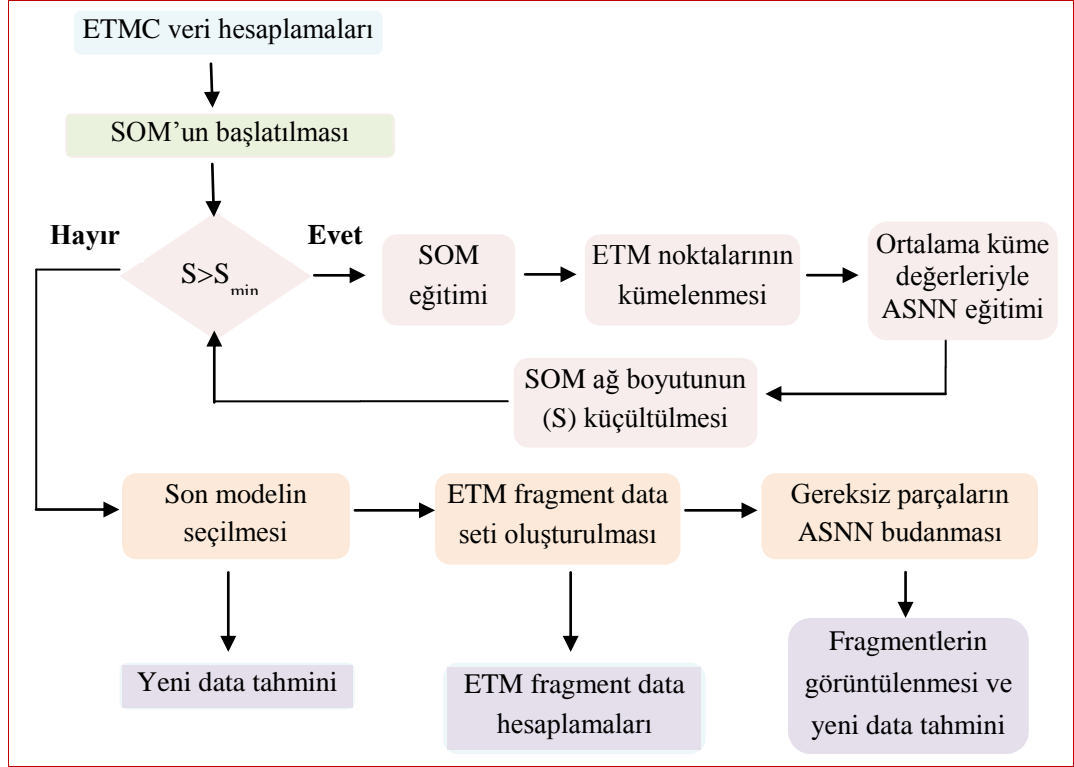 ETMC veri hesaplamaları
SOM’un başlatılması
Hayır
Evet
S>S min
SOM
eğitimi
ETM noktalarının
kümelenmesi
Ortalama küme
değerleriyle
ASNN eğitimi
SOM ağ boyutunun
(S) küçültülmesi
Son modelin
seçilmesi
ETM fragment data
seti oluşturulması
Gereksiz parçaların
ASNN budanması
Yeni data tahmini
ETM fragment data
hesaplamaları
Fragmentlerin
görüntülenmesi ve
yeni data tahmini